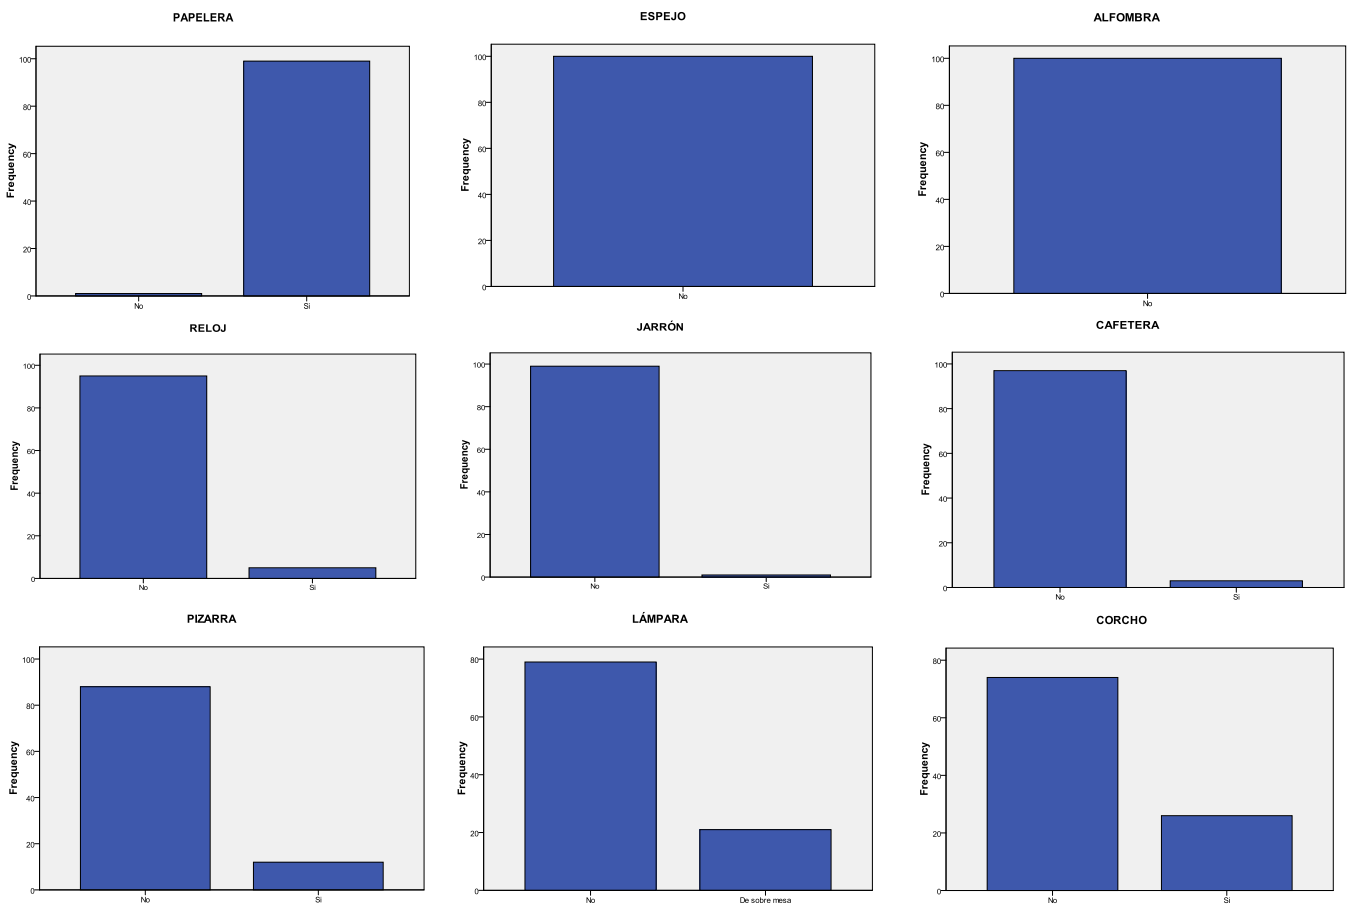 PAPELERA
Frequency
100
80
60
40
20
0
No
Si
ESPEJO
Frequency
100
80
60
40
20
0
No
ALFOMBRA
Frequency
100
80
60
40
20
0
No
RELOJ
Frequency
100
80
60
40
20
0
No
Si
JARRÓN
Frequency
100
80
60
40
20
0
No
Si
CAFETERA
Frequency
100
80
60
40
20
0
No
Si
PIZARRA
Frequency
100
80
60
40
20
0
No
Si
LÁMPARA
Frequency
80
60
40
20
0
No
De sobre mesa
CORCHO
Frequency
80
60
40
20
0
No
Si